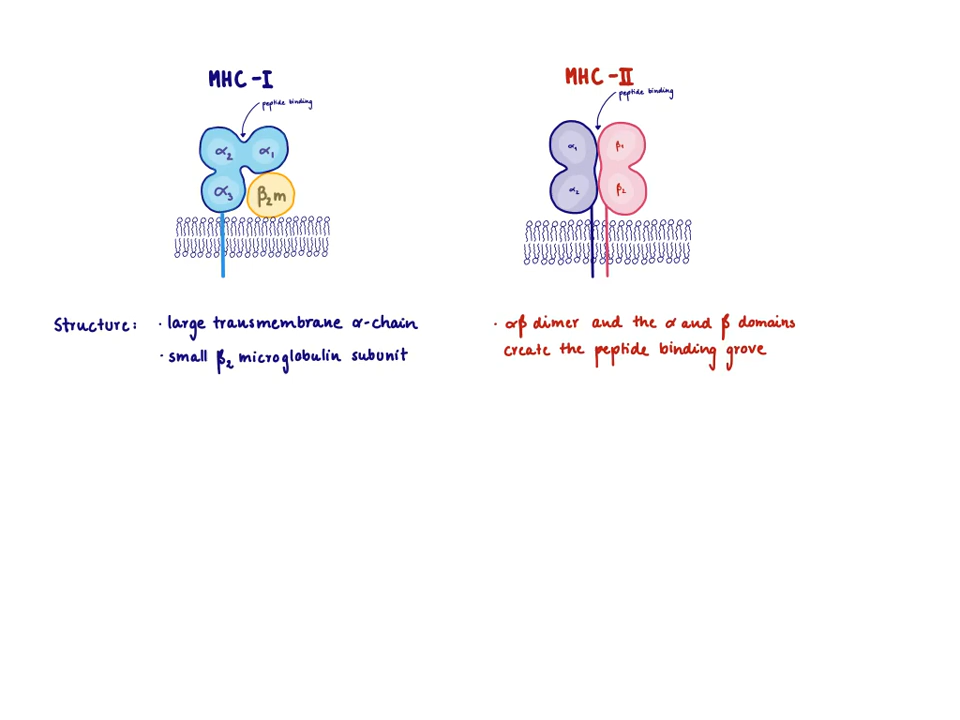 MHC-I
peptide binding
α₂
α₁
α₃
β₂m
MHC-II
peptide binding
α₁
β₁
α₂
β₂
Structure:
· large transmembrane α-chain
· small β₂ microglobulin subunit
· αβ dimer and the α and β domains
create the peptide binding grove